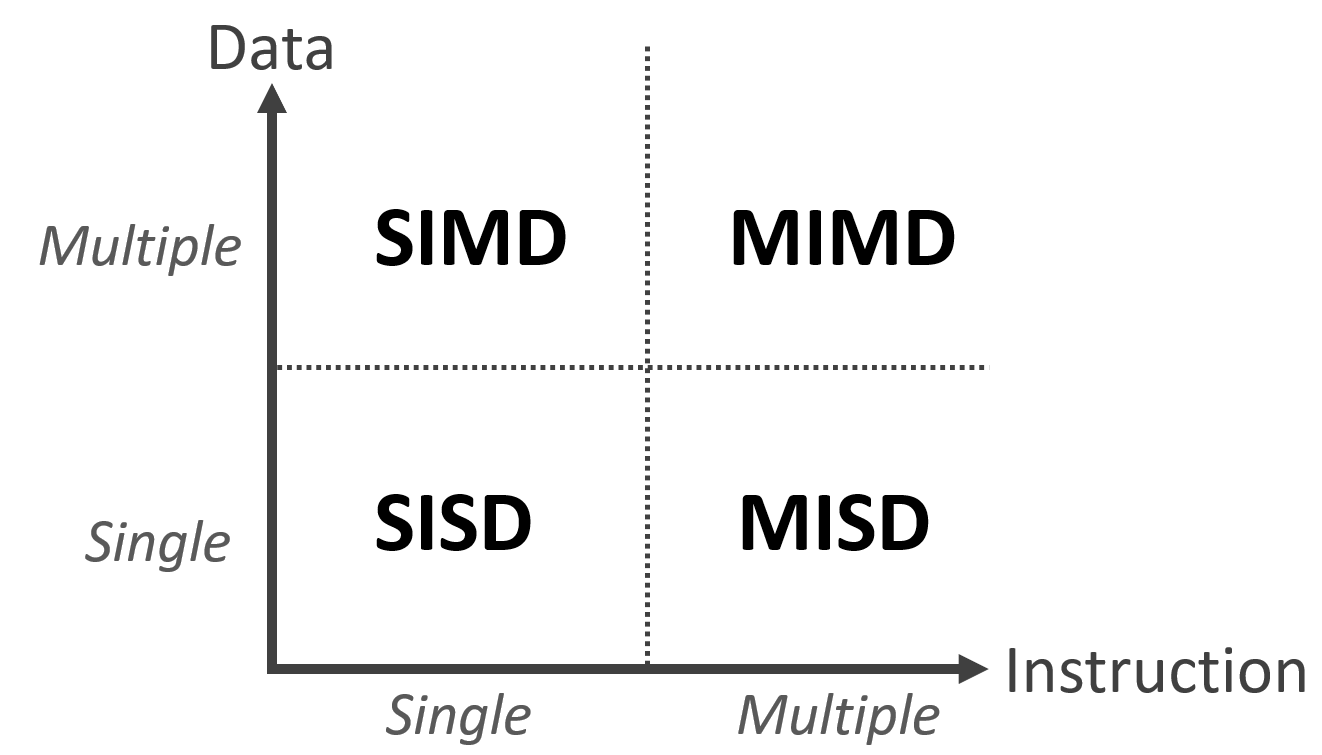 Data
Multiple
SIMD
MIMD
Single
SISD
MISD
Instruction
Single
Multiple